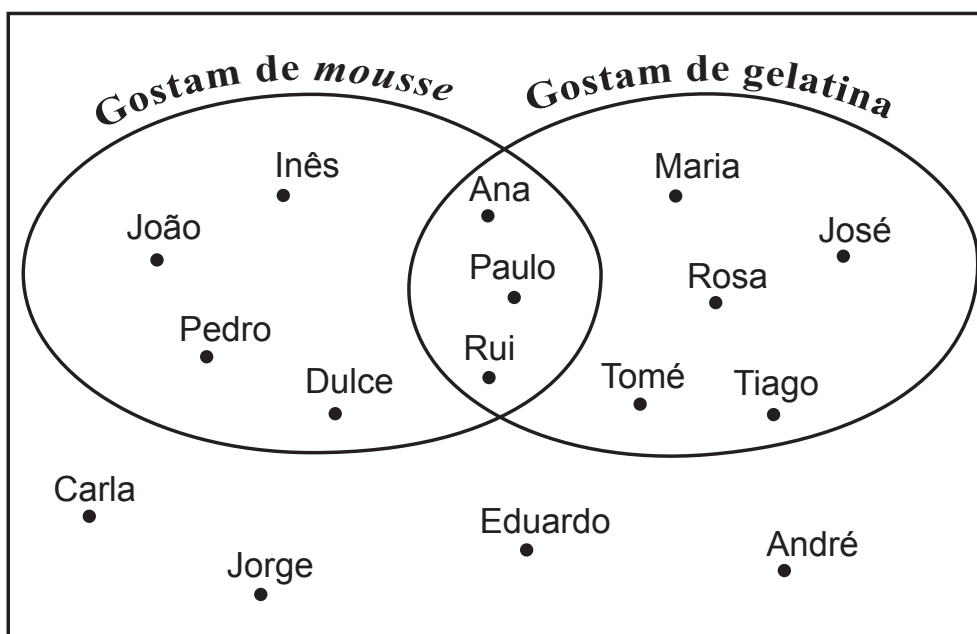 Gostam de mousse
Gostam de gelatina
Inês
Ana
Maria
João
José
Paulo
Rosa
Pedro
Rui
Dulce
Tomé
Tiago
Carla
Eduardo
André
Jorge